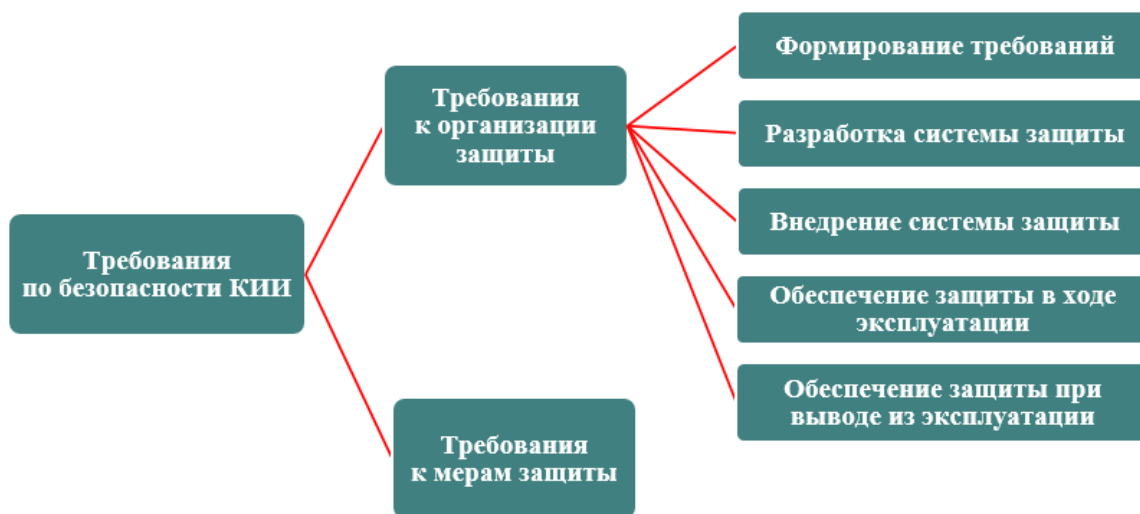 Требования
по безопасности КИИ
Требования
к организации
защиты
Требования
к мерам защиты
Формирование требований
Разработка системы защиты
Внедрение системы защиты
Обеспечение защиты в ходе
эксплуатации
Обеспечение защиты при
выводе из эксплуатации